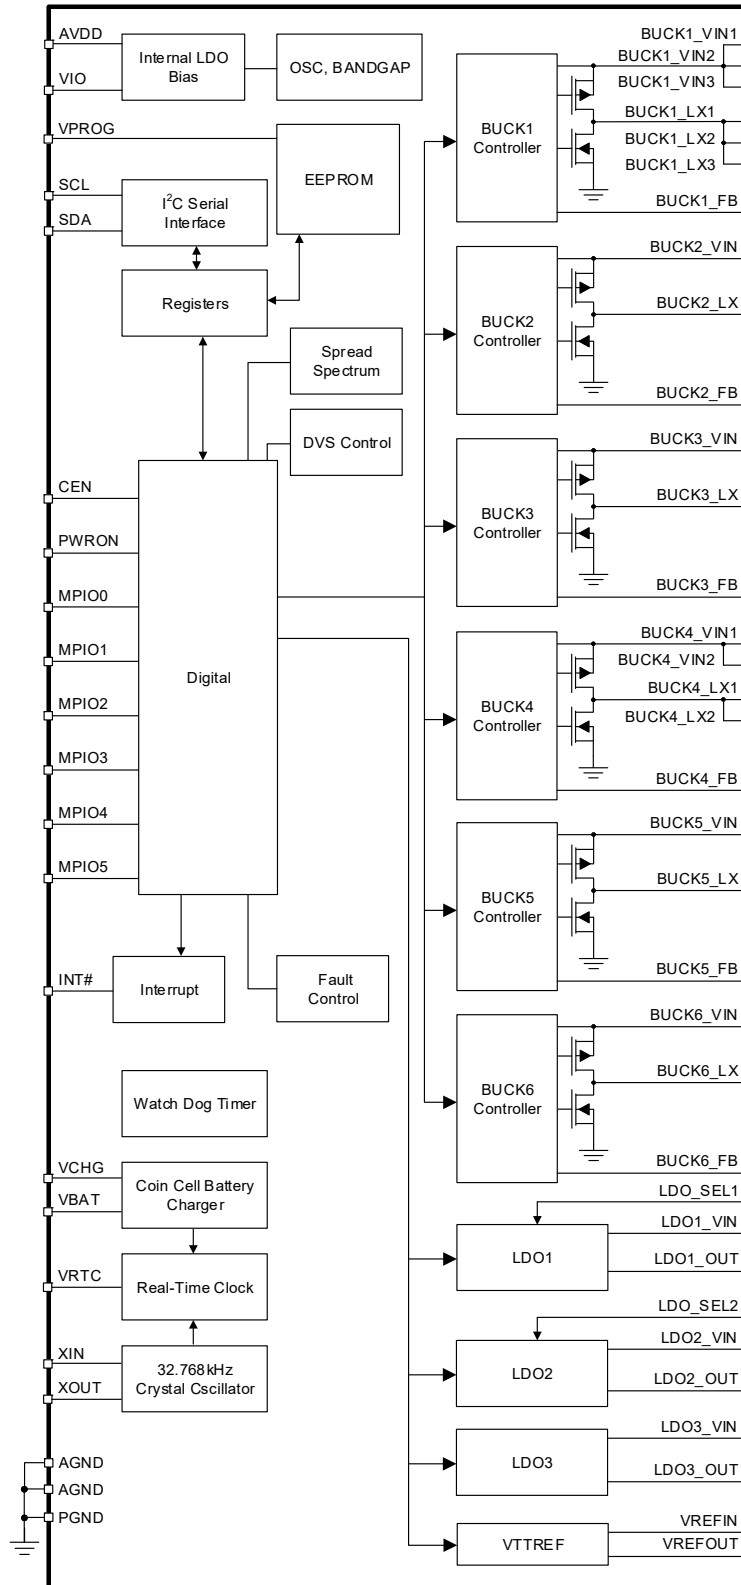 AVDD
VIO
Internal LDO
Bias
OSC, BANDGAP
VPROG
EEPROM
SCL
SDA
I²C Serial
Interface
Registers
Spread
Spectrum
DVS Control
CEN
PWRON
MPIO0
MPIO1
MPIO2
MPIO3
MPIO4
MPIO5
Digital
INT#
Interrupt
Fault
Control
Watch Dog Timer
VCHG
VBAT
Coin Cell Battery
Charger
VRTC
Real-Time Clock
XIN
XOUT
32.768kHz
Crystal Oscillator
AGND
AGND
PGND
BUCK1
Controller
BUCK1_VIN1
BUCK1_VIN2
BUCK1_VIN3
BUCK1_LX1
BUCK1_LX2
BUCK1_LX3
BUCK1_FB
BUCK2
Controller
BUCK2_VIN
BUCK2_LX
BUCK2_FB
BUCK3
Controller
BUCK3_VIN
BUCK3_LX
BUCK3_FB
BUCK4
Controller
BUCK4_VIN1
BUCK4_VIN2
BUCK4_LX1
BUCK4_LX2
BUCK4_FB
BUCK5
Controller
BUCK5_VIN
BUCK5_LX
BUCK5_FB
BUCK6
Controller
BUCK6_VIN
BUCK6_LX
BUCK6_FB
LDO_SEL1
LDO1
LDO1_VIN
LDO1_OUT
LDO_SEL2
LDO2
LDO2_VIN
LDO2_OUT
LDO3
LDO3_VIN
LDO3_OUT
VTTREF
VREFIN
VREFOUT